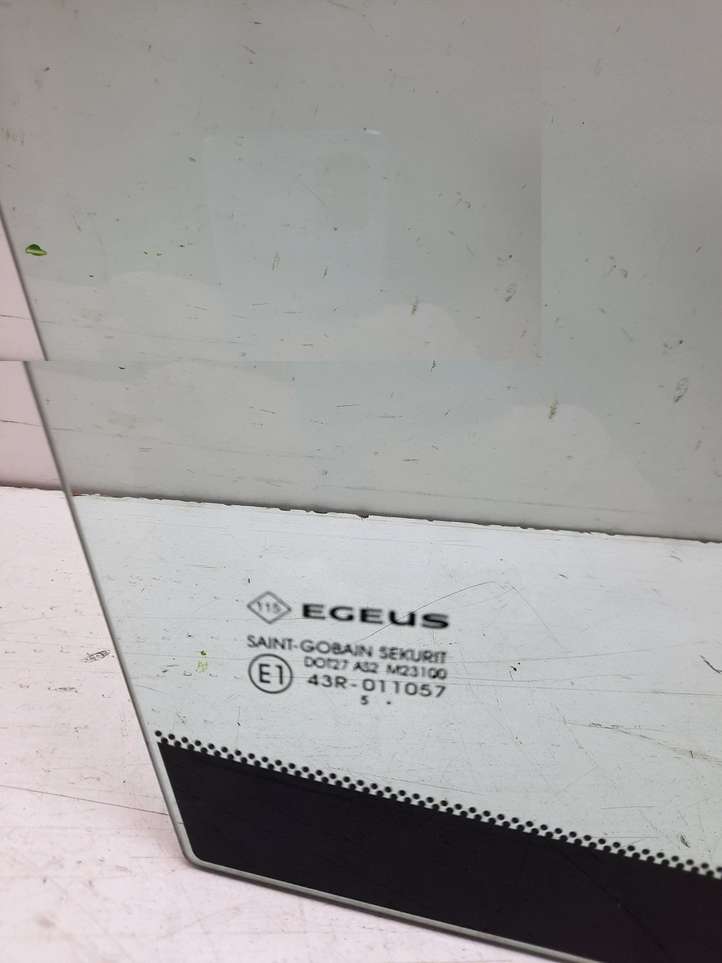 115 EGEUS
SAINT-GOBAIN SEKURIT
DOT27 AS2 M23100
E1 43R-011057
5 .